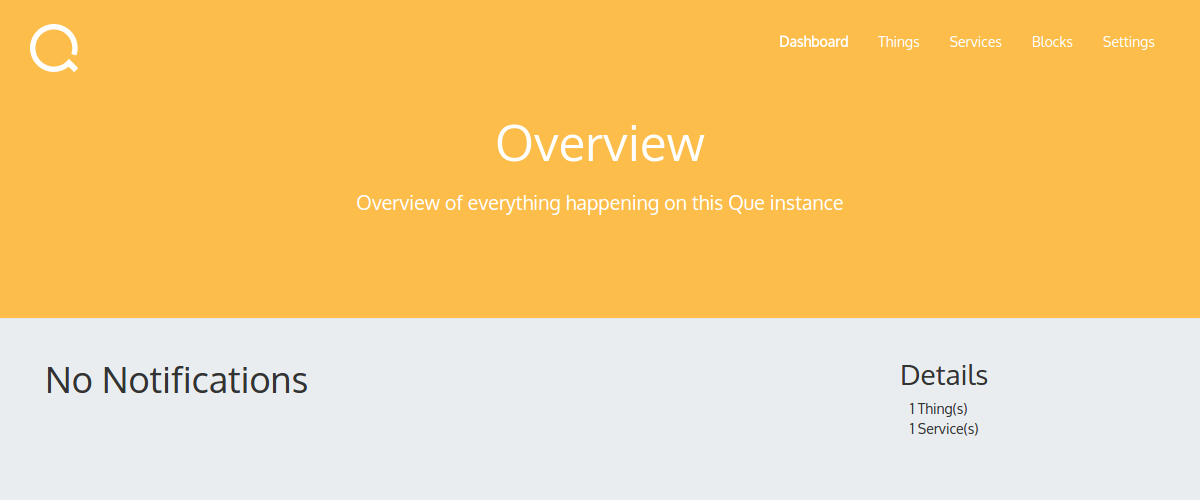 Dashboard Things Services Blocks Settings
Overview
Overview of everything happening on this Que instance
No Notifications
Details
1 Thing(s)
1 Service(s)